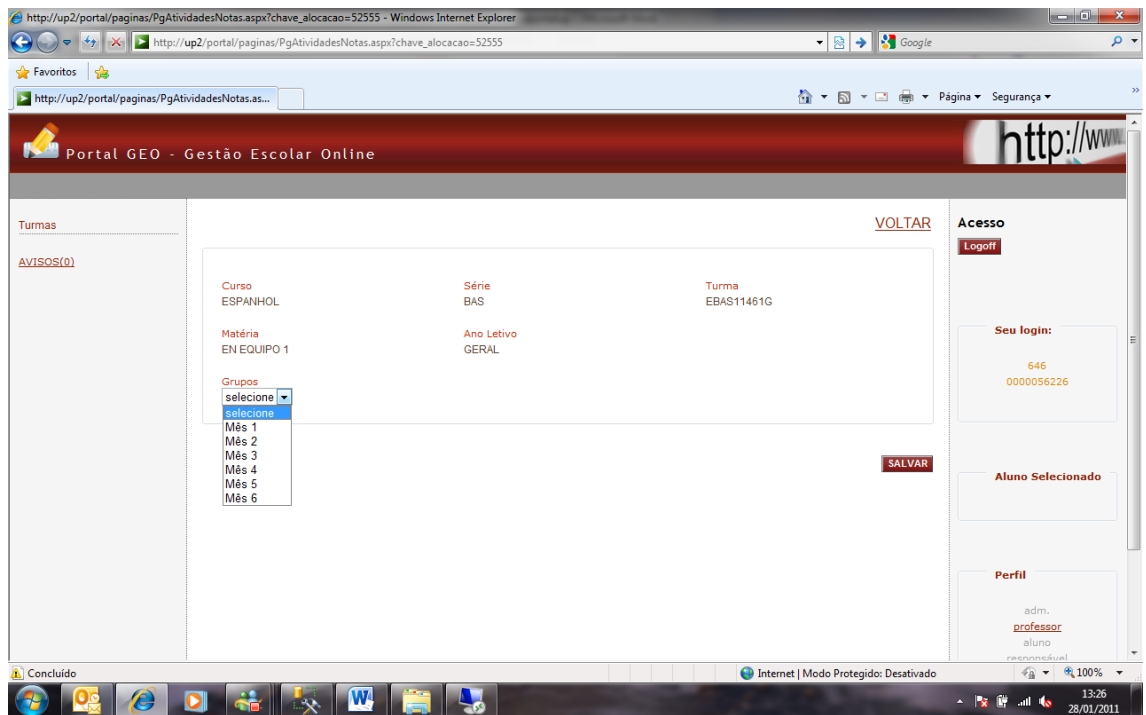 http://up2/portal/paginas/PgAtividadesNotas.aspx?chave_alocacao=52555 - Windows Internet Explorer
http://up2/portal/paginas/PgAtividadesNotas.aspx?chave_alocacao=52555
Google
Favoritos
http://up2/portal/paginas/PgAtividadesNotas.as...
Página
Segurança
Portal GEO - Gestão Escolar Online
http://www.
Turmas
AVISOS(0)
VOLTAR
Curso
ESPANHOL
Série
BAS
Turma
EBAS11461G
Matéria
EN EQUIPO 1
Ano Letivo
GERAL
Grupos
selecione
selecione
Mês 1
Mês 2
Mês 3
Mês 4
Mês 5
Mês 6
SALVAR
Acesso
Logoff
Seu login:
646
0000056226
Aluno Selecionado
Perfil
adm.
professor
aluno
responsável
Concluído
Internet | Modo Protegido: Desativado
100%
13:26
28/01/2011